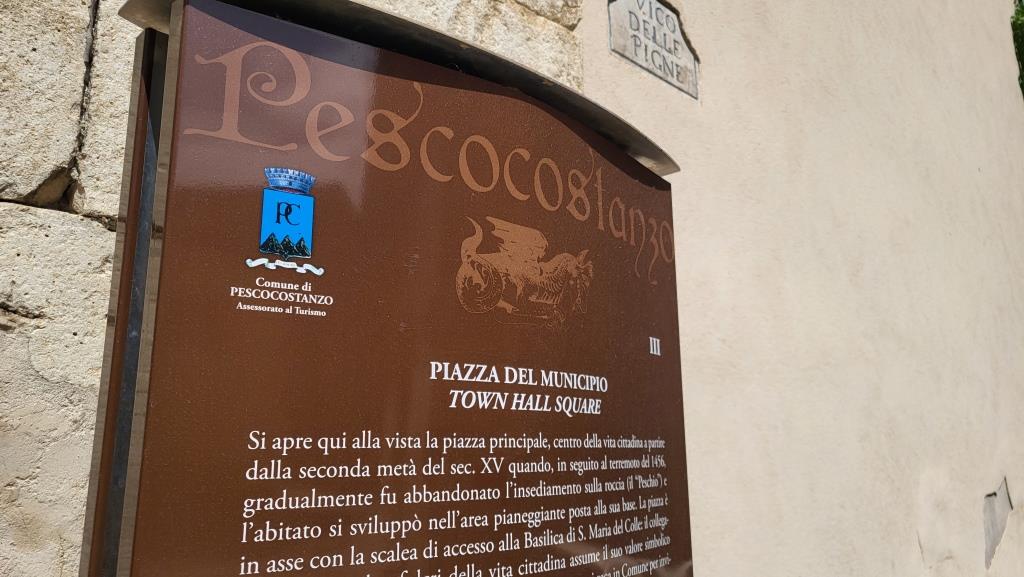 VICO
DELLE
PIGNE
Pescocostanzo
PC
Comune di
PESCOCOSTANZO
Assessorato al Turismo
III
PIAZZA DEL MUNICIPIO
TOWN HALL SQUARE
Si apre qui alla vista la piazza principale, centro della vita cittadina a partire
dalla seconda metà del sec. XV quando, in seguito al terremoto del 1456,
gradualmente fu abbandonato l'insediamento sulla roccia (il "Peschio") e
l'abitato si sviluppò nell'area pianeggiante posta alla sua base. La piazza è
in asse con la scalea di accesso alla Basilica di S. Maria del Colle: il collega-
della vita cittadina assume il suo valore simbolico
in Comune per